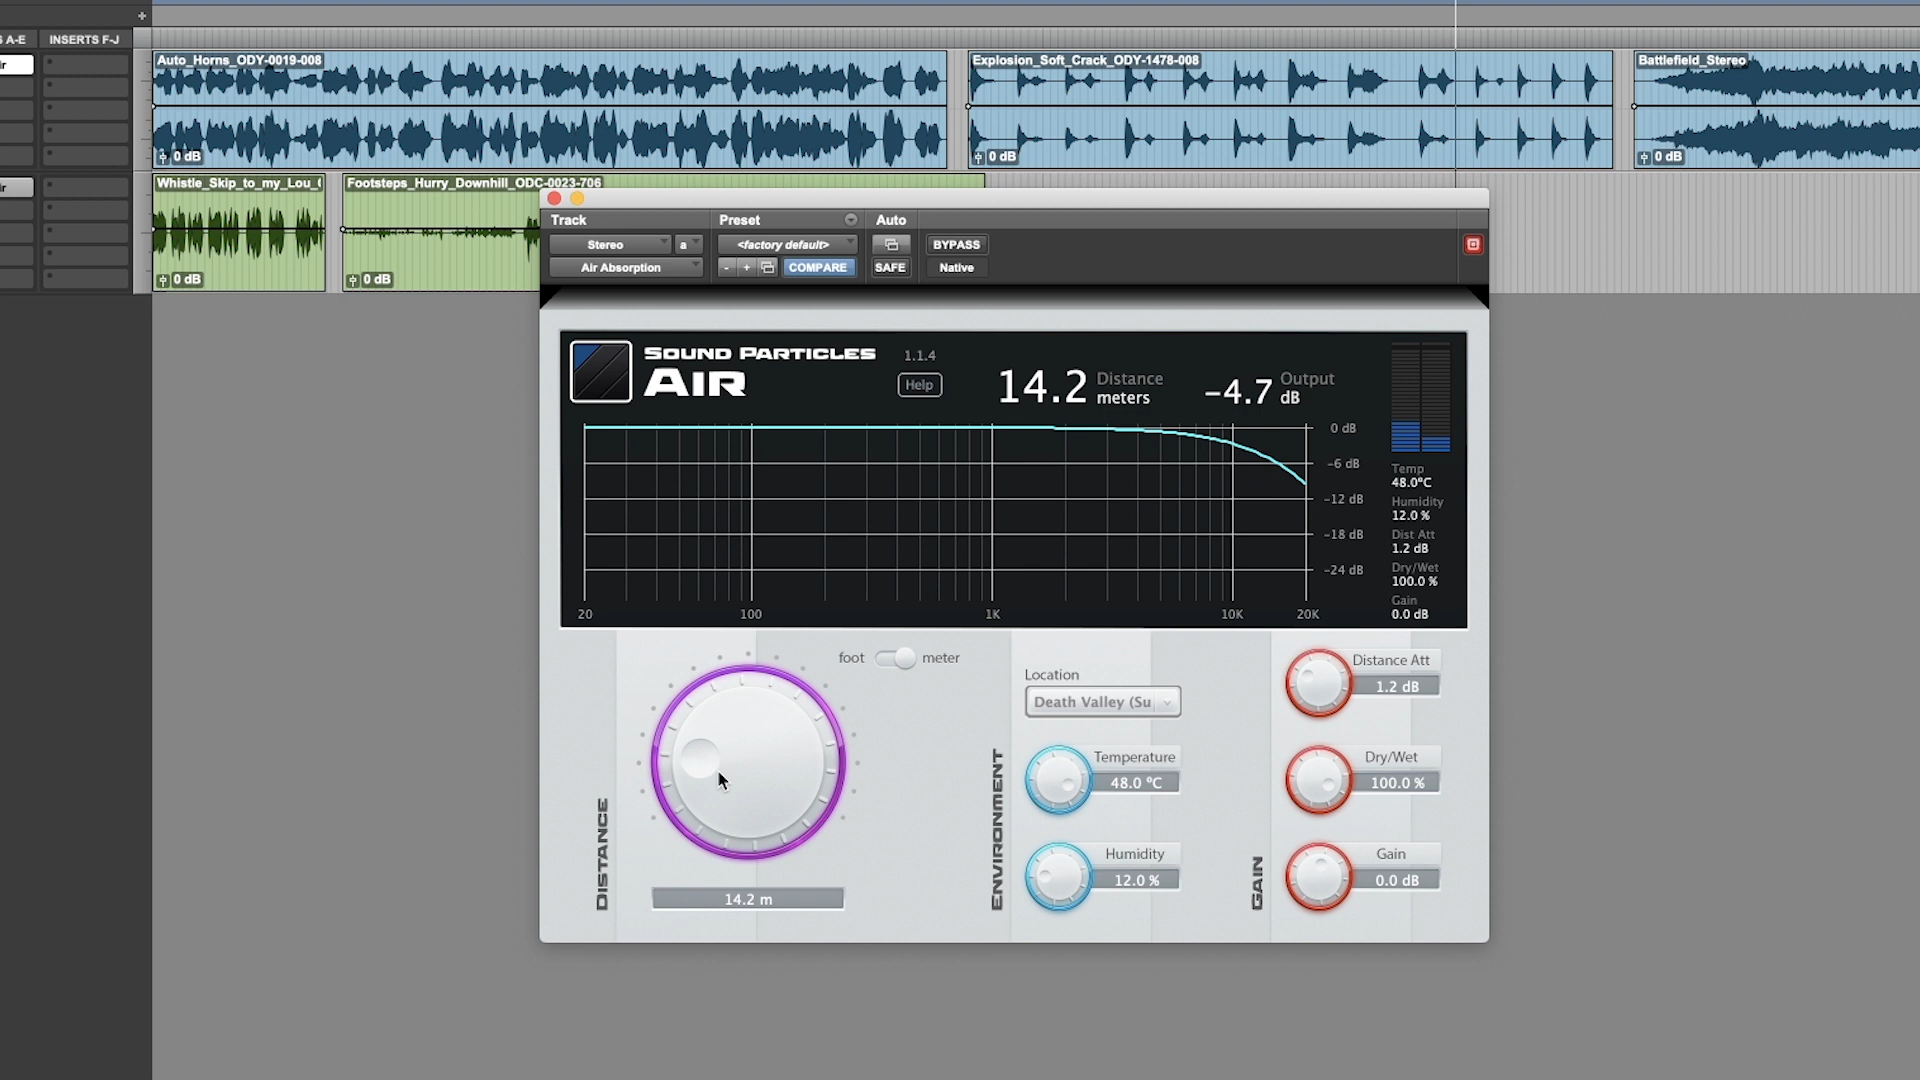 S A-E
INSERTS F-J
Auto_Horns_ODY-0019-008
Explosion_Soft_Crack_ODY-1478-008
Battlefield_Stereo
0 dB
0 dB
0 dB
Whistle_Skip_to_my_Lou_(
Footsteps_Hurry_Downhill_ODC-0023-706
0 dB
0 dB
ir
ir
Track
Preset
Auto
Stereo
a
<factory default>
BYPASS
Air Absorption
-
+
COMPARE
SAFE
Native
SOUND PARTICLES
AIR
1.1.4
Help
14.2
Distance
meters
-4.7
Output
dB
0 dB
-6 dB
-12 dB
-18 dB
-24 dB
20
100
1K
10K
20K
Temp
48.0°C
Humidity
12.0 %
Dist Att
1.2 dB
Dry/Wet
100.0 %
Gain
0.0 dB
foot
meter
DISTANCE
14.2 m
ENVIRONMENT
Location
Death Valley (Su
Temperature
48.0 °C
Humidity
12.0 %
GAIN
Distance Att
1.2 dB
Dry/Wet
100.0 %
Gain
0.0 dB